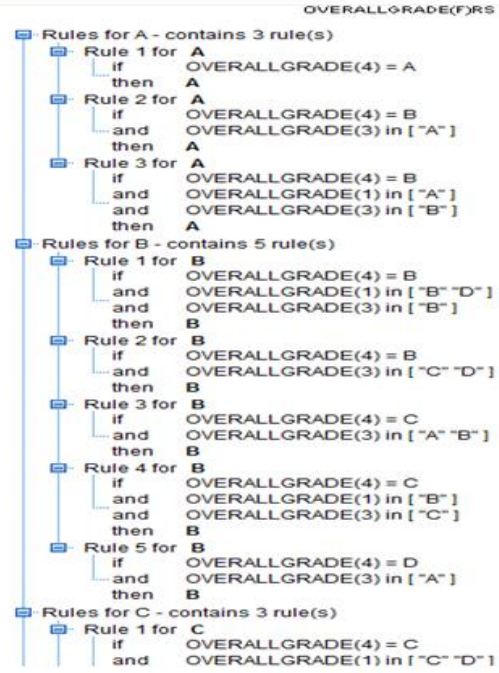 OVERALLGRADE(F)RS
Rules for A - contains 3 rule(s)
Rule 1 for A
if OVERALLGRADE(4) = A
then A
Rule 2 for A
if OVERALLGRADE(4) = B
and OVERALLGRADE(3) in [ "A" ]
then A
Rule 3 for A
if OVERALLGRADE(4) = B
and OVERALLGRADE(1) in [ "A" ]
and OVERALLGRADE(3) in [ "B" ]
then A
Rules for B - contains 5 rule(s)
Rule 1 for B
if OVERALLGRADE(4) = B
and OVERALLGRADE(1) in [ "B" "D" ]
and OVERALLGRADE(3) in [ "B" ]
then B
Rule 2 for B
if OVERALLGRADE(4) = B
and OVERALLGRADE(3) in [ "C" "D" ]
then B
Rule 3 for B
if OVERALLGRADE(4) = C
and OVERALLGRADE(3) in [ "A" "B" ]
then B
Rule 4 for B
if OVERALLGRADE(4) = C
and OVERALLGRADE(1) in [ "B" ]
and OVERALLGRADE(3) in [ "C" ]
then B
Rule 5 for B
if OVERALLGRADE(4) = D
and OVERALLGRADE(3) in [ "A" ]
then B
Rules for C - contains 3 rule(s)
Rule 1 for C
if OVERALLGRADE(4) = C
and OVERALLGRADE(1) in [ "C" "D" ]